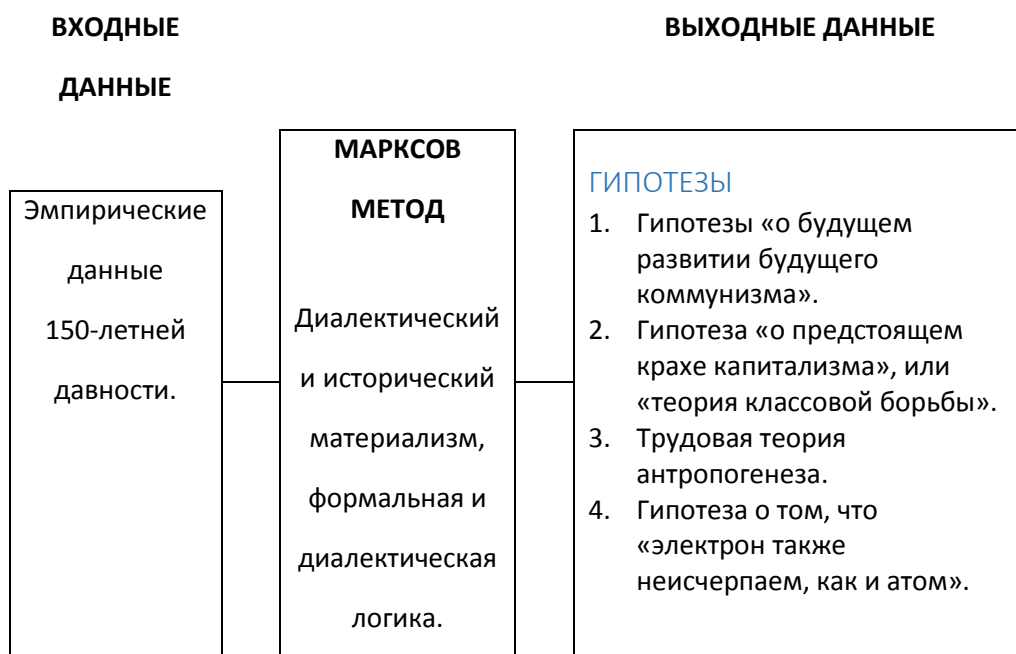 ВХОДНЫЕ
ДАННЫЕ
ВЫХОДНЫЕ ДАННЫЕ
Эмпирические
данные
150-летней
давности.
МАРКСОВ
МЕТОД
Диалектический
и исторический
материализм,
формальная и
диалектическая
логика.
ГИПОТЕЗЫ
1. Гипотезы «о будущем
развитии будущего
коммунизма».
2. Гипотеза «о предстоящем
крахе капитализма», или
«теория классовой борьбы».
3. Трудовая теория
антропогенеза.
4. Гипотеза о том, что
«электрон также
неисчерпаем, как и атом».